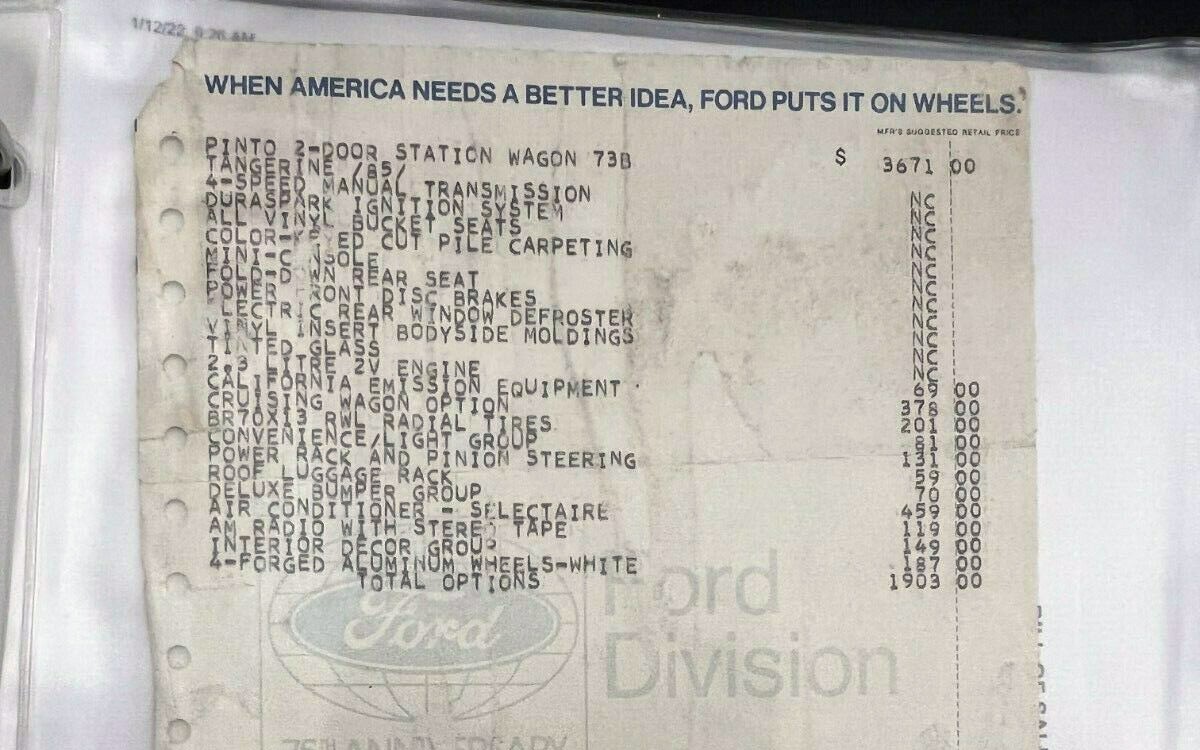 1/12/22, 9:26 AM
WHEN AMERICA NEEDS A BETTER IDEA, FORD PUTS IT ON WHEELS.
MFR'S SUGGESTED RETAIL PRICE
PINTO 2-DOOR STATION WAGON 73B $ 3671 00
TANGERINE /85/
4-SPEED MANUAL TRANSMISSION NC
DURASPARK IGNITION SYSTEM NC
ALL VINYL BUCKET SEATS NC
COLOR-KEYED CUT PILE CARPETING NC
MINI-CONSOLE NC
FOLD-DOWN REAR SEAT NC
POWER FRONT DISC BRAKES NC
ELECTRIC REAR WINDOW DEFROSTER NC
VINYL INSERT BODYSIDE MOLDINGS NC
TINTED GLASS NC
2.3 LITRE 2V ENGINE NC
CALIFORNIA EMISSION EQUIPMENT 69 00
CRUISING WAGON OPTION 378 00
BR70X13 RWL RADIAL TIRES 201 00
CONVENIENCE/LIGHT GROUP 81 00
POWER RACK AND PINION STEERING 131 00
ROOF LUGGAGE RACK 59 00
DELUXE BUMPER GROUP 70 00
AIR CONDITIONER - SELECTAIRE 459 00
AM RADIO WITH STEREO TAPE 119 00
INTERIOR DECOR GROUP 149 00
4-FORGED ALUMINUM WHEELS-WHITE 187 00
TOTAL OPTIONS 1903 00
Ford
Ford
Division
75TH ANNIVERSARY